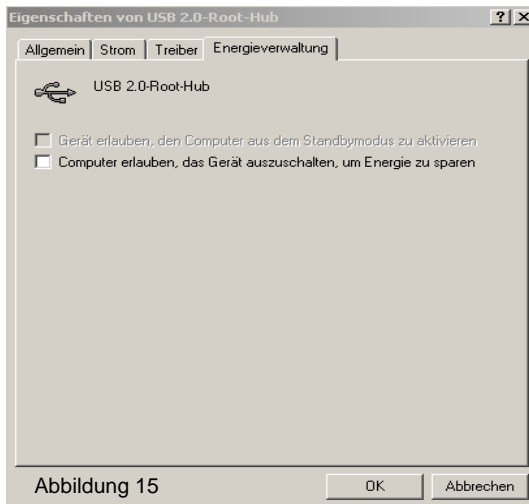 Eigenschaften von USB 2.0-Root-Hub
Allgemein Strom Treiber Energieverwaltung
USB 2.0-Root-Hub
Gerät erlauben, den Computer aus dem Standbymodus zu aktivieren
Computer erlauben, das Gerät auszuschalten, um Energie zu sparen
Abbildung 15 OK Abbrechen